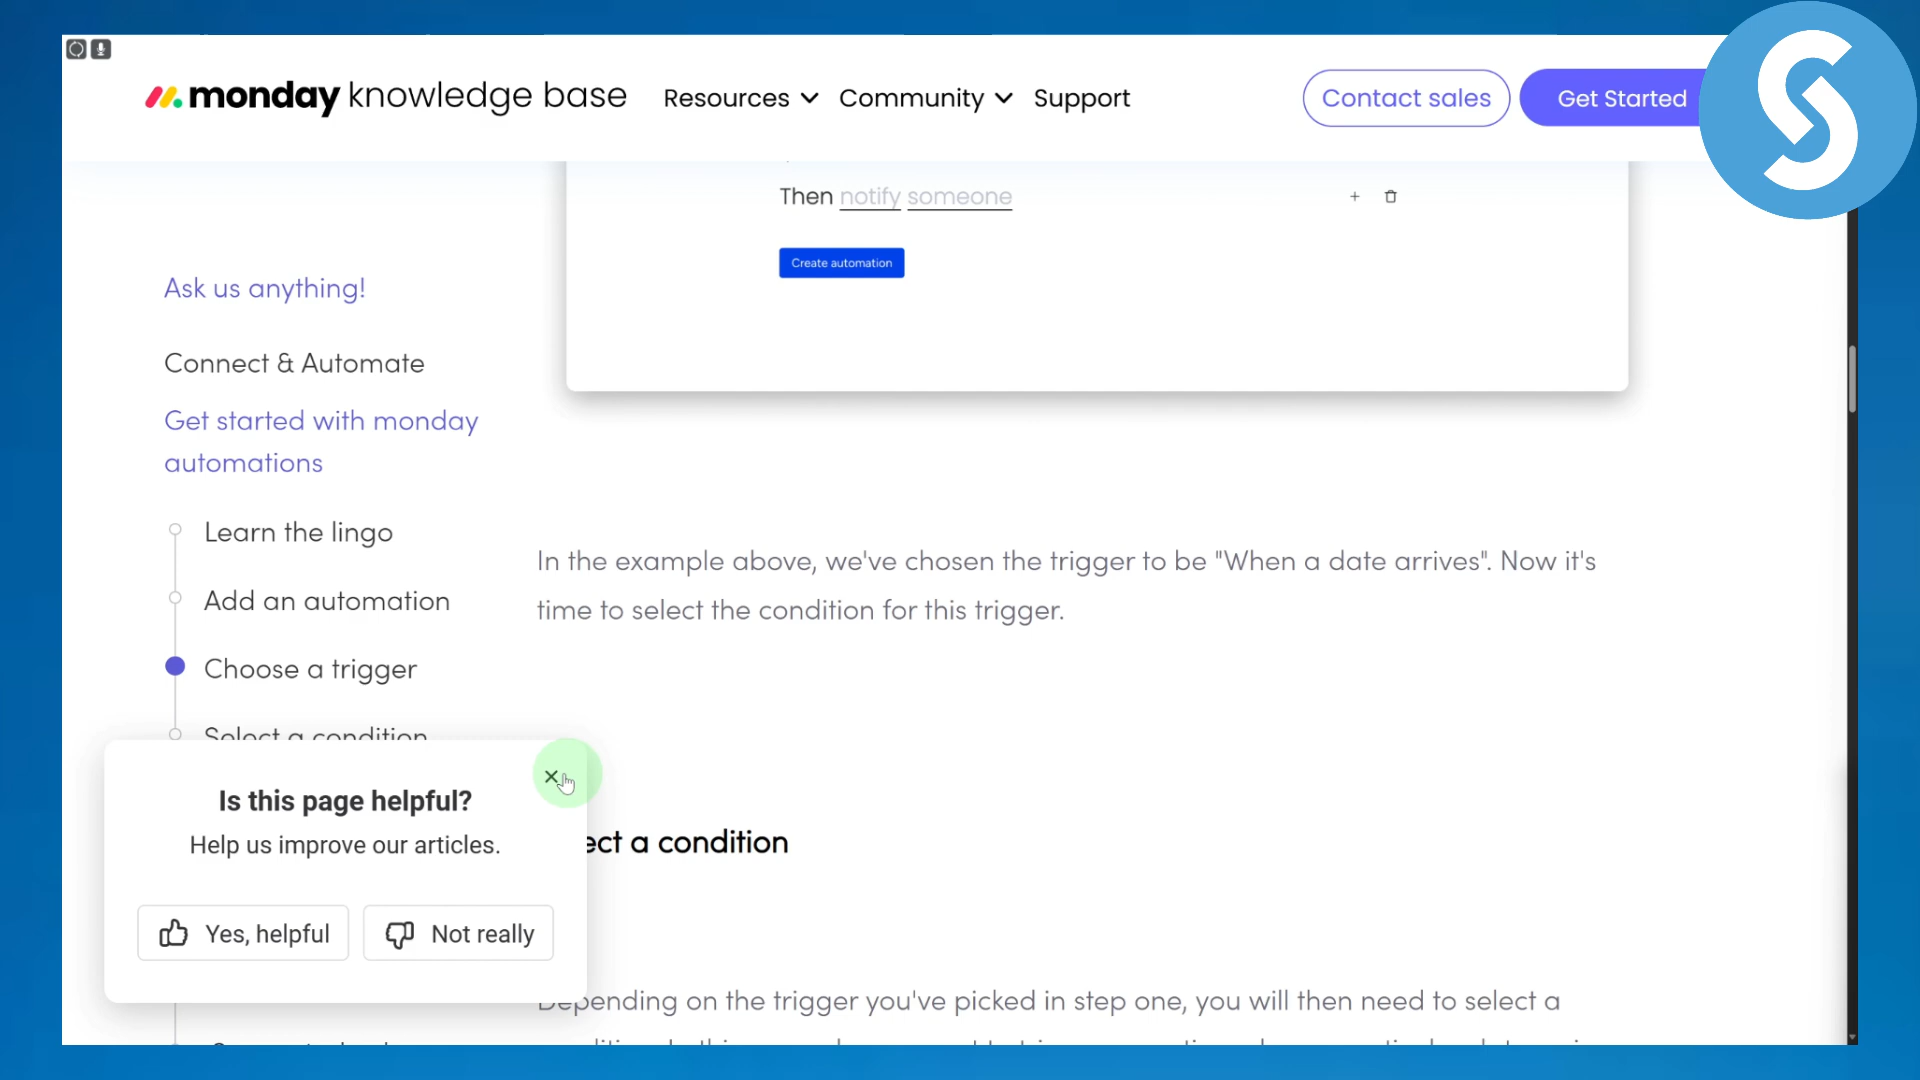 monday knowledge base
Resources
Community
Support
Contact sales
Get Started
Then notify someone
Create automation
Ask us anything!
Connect & Automate
Get started with monday
automations
Learn the lingo
Add an automation
Choose a trigger
Select a condition
In the example above, we've chosen the trigger to be "When a date arrives". Now it's
time to select the condition for this trigger.
Is this page helpful?
Help us improve our articles.
Yes, helpful
Not really
ect a condition
Depending on the trigger you've picked in step one, you will then need to select a